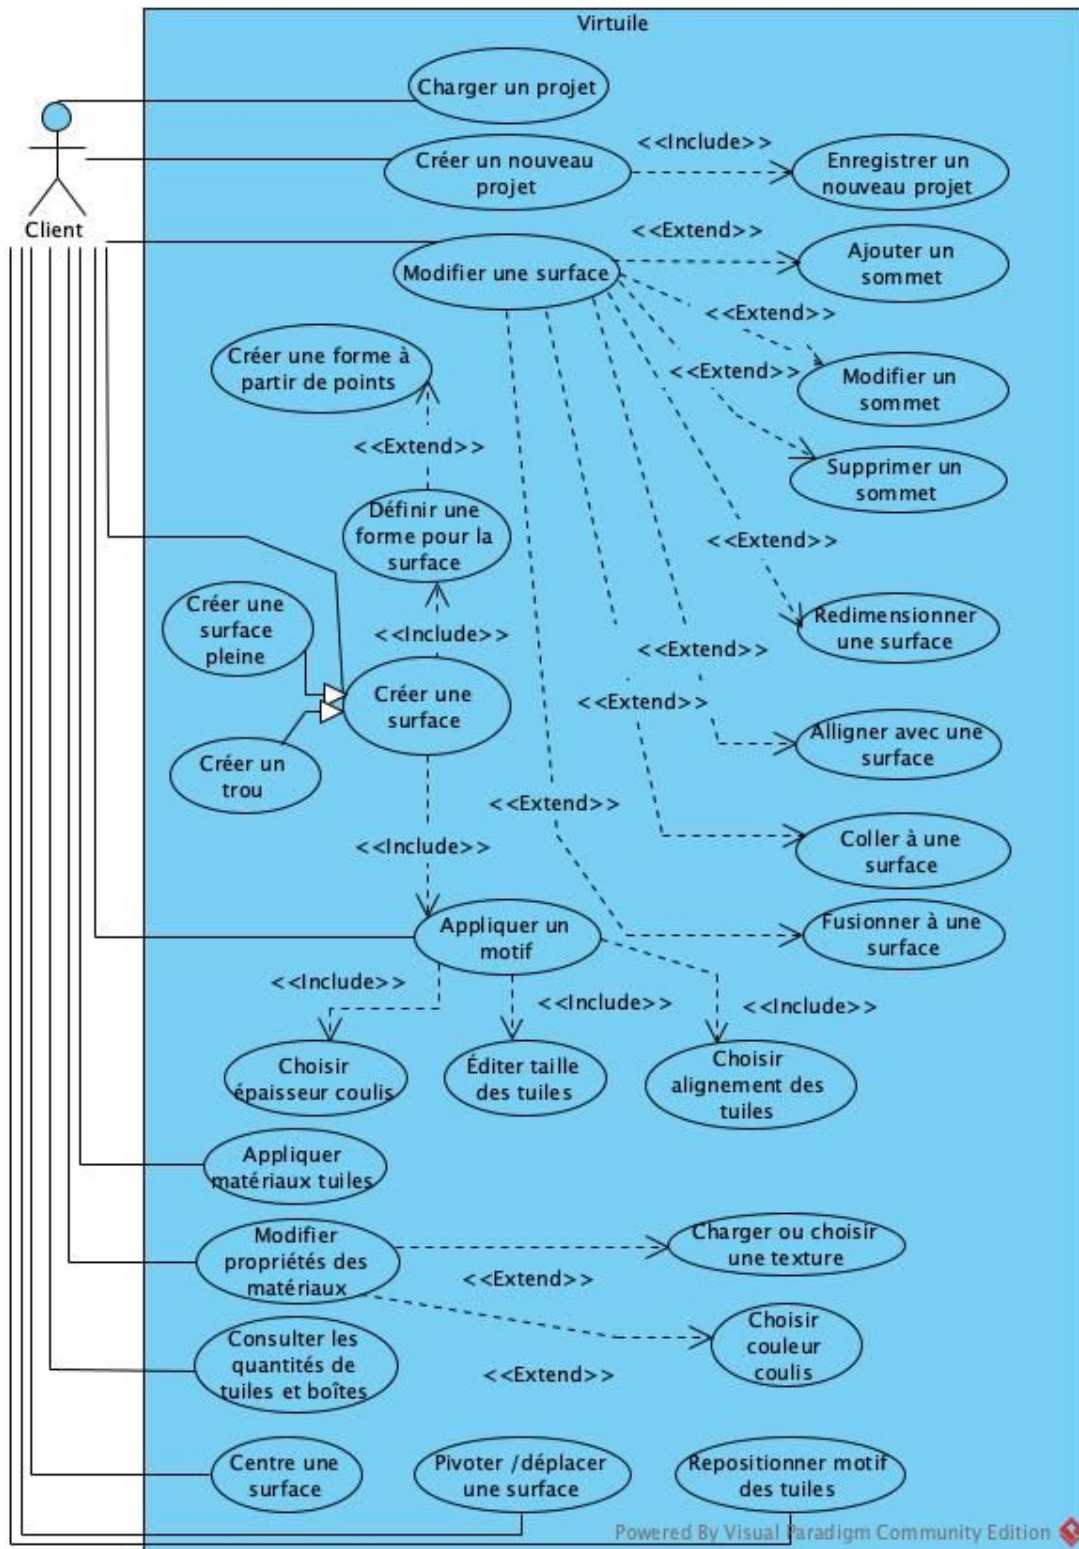 Virtuile
Charger un projet
Client
Créer un nouveau
projet
<<Include>>
Enregistrer un
nouveau projet
Modifier une surface
<<Extend>>
Ajouter un
sommet
<<Extend>>
Modifier un
sommet
<<Extend>>
Supprimer un
sommet
Créer une forme à
partir de points
<<Extend>>
Définir une
forme pour la
surface
<<Extend>>
Redimensionner
une surface
Créer une
surface
pleine
<<Include>>
Créer une
surface
<<Extend>>
Alligner avec une
surface
<<Extend>>
Créer un
trou
<<Extend>>
Coller à une
surface
<<Include>>
Appliquer un
motif
Fusionner à une
surface
<<Include>>
<<Include>>
<<Include>>
Choisir
épaisseur coulis
Éditer taille
des tuiles
Choisir
alignement des
tuiles
Appliquer
matériaux tuiles
Modifier
propriétés des
matériaux
Charger ou choisir
une texture
<<Extend>>
Choisir
couleur
coulis
<<Extend>>
Consulter les
quantités de
tuiles et boîtes
Centre une
surface
Pivoter /déplacer
une surface
Repositionner motif
des tuiles
Powered By Visual Paradigm Community Edition